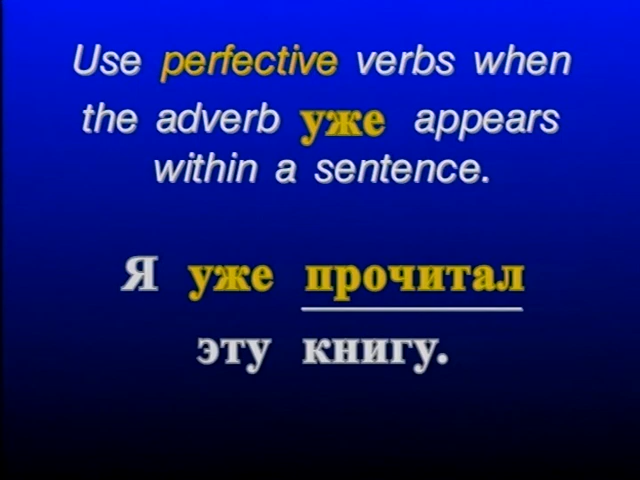 Use perfective verbs when
the adverb уже appears
within a sentence.
Я уже прочитал
эту книгу.